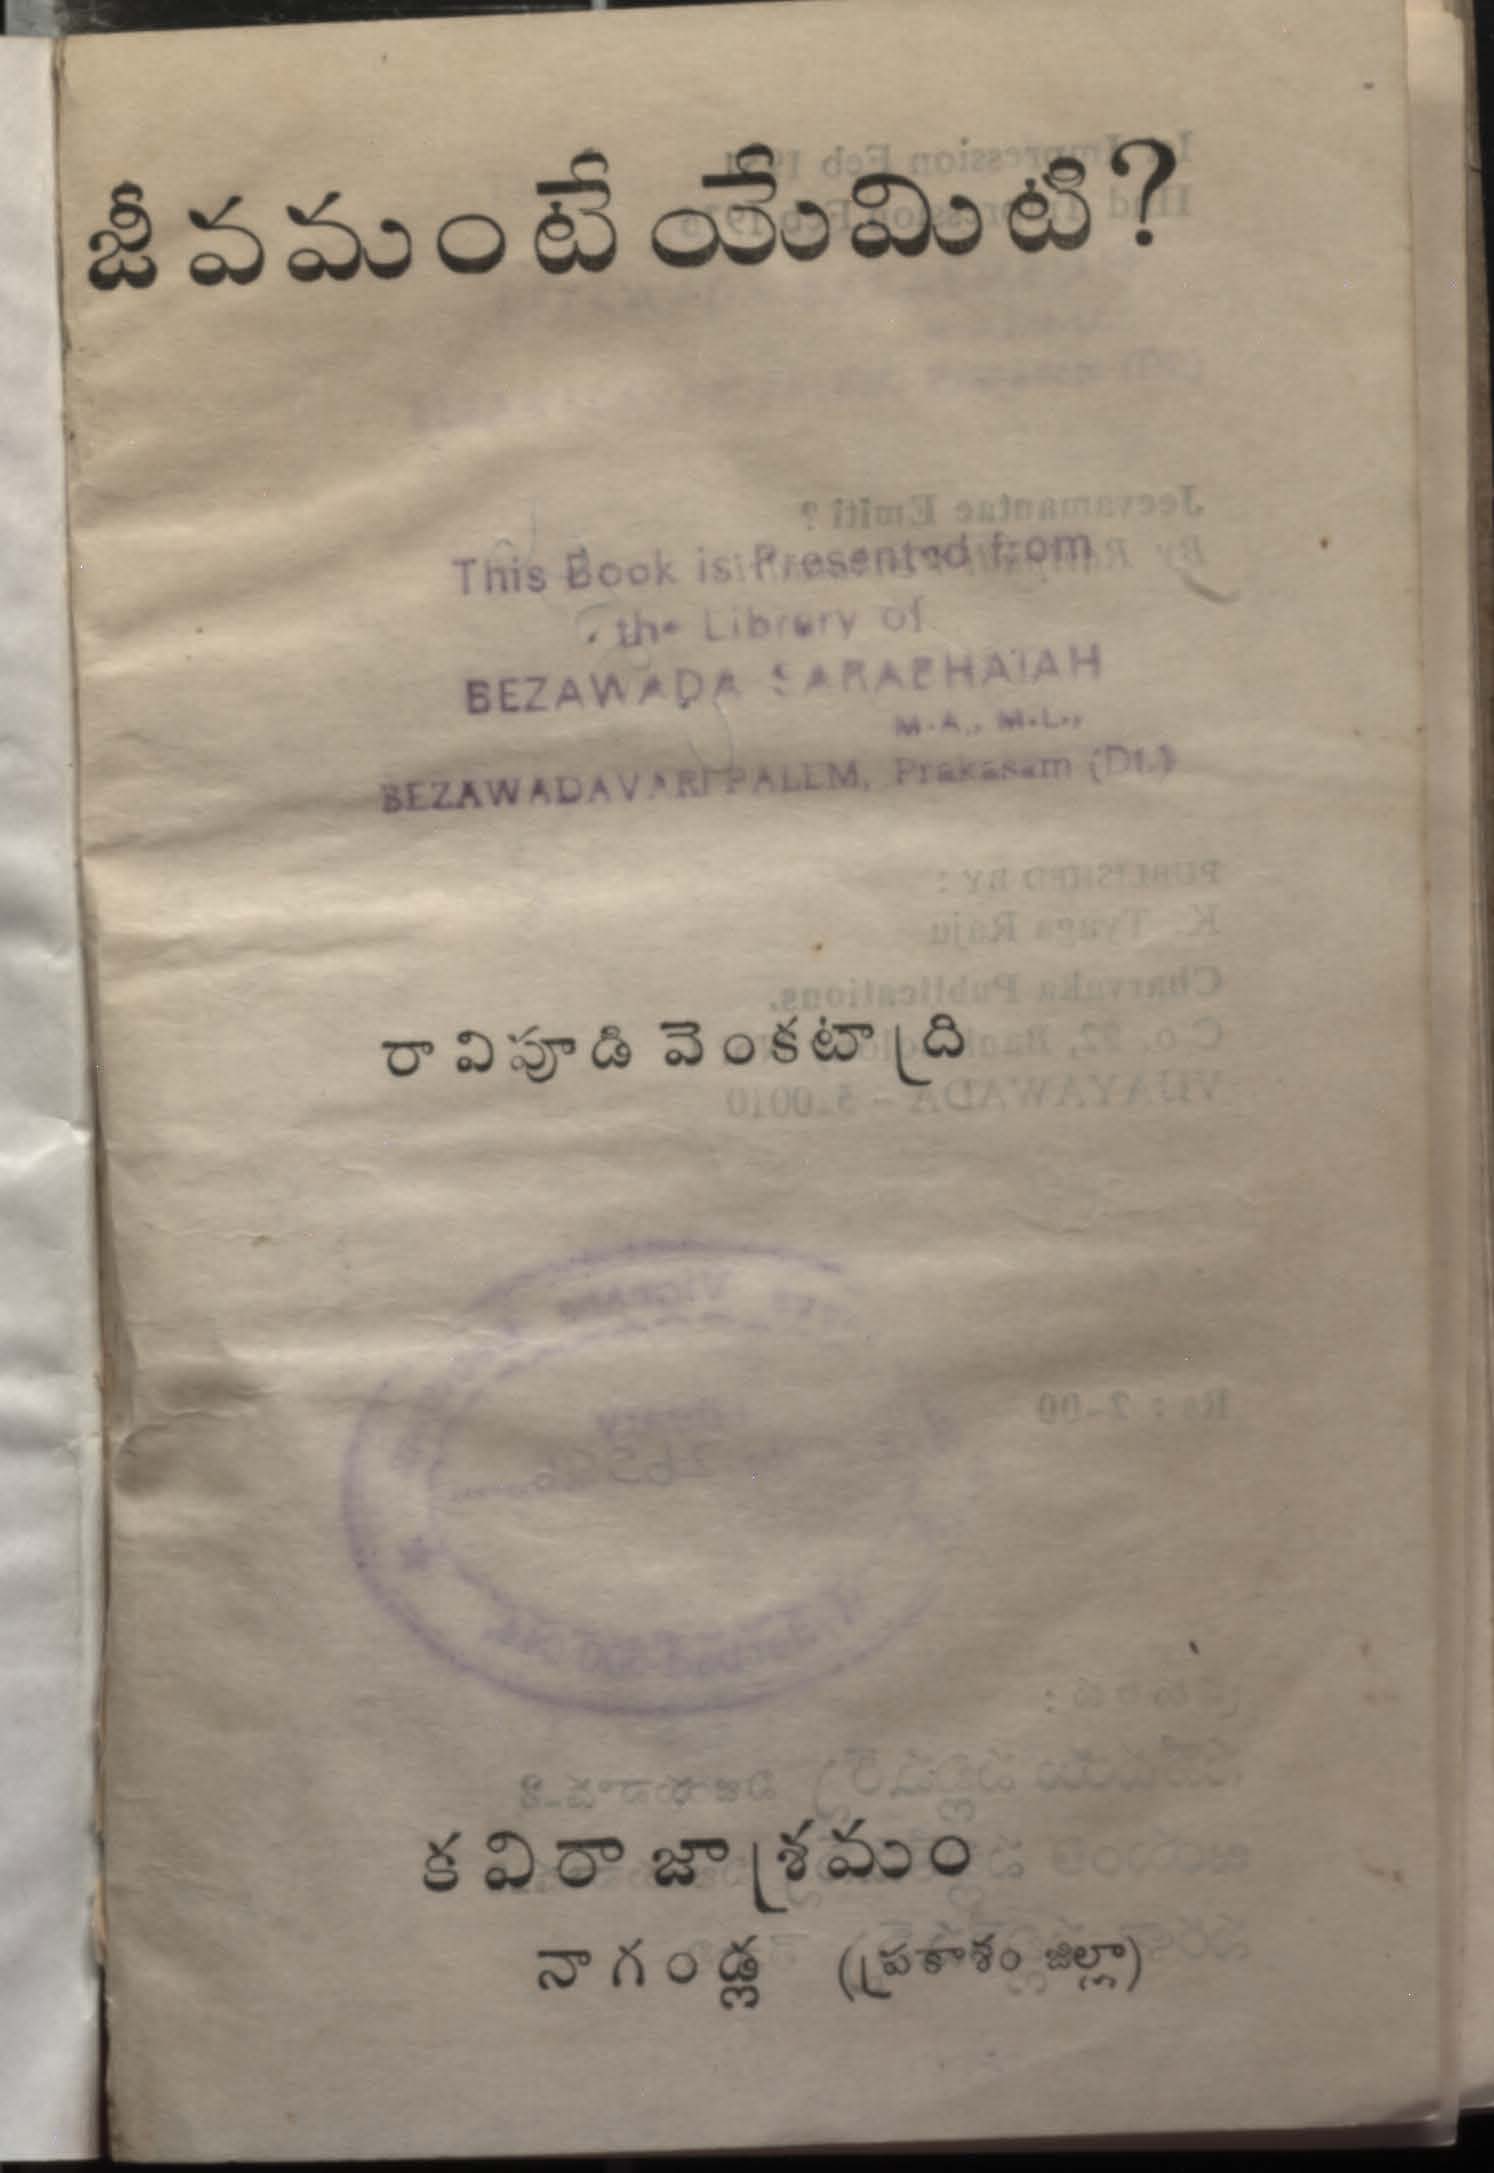 జీవమంటేయేమిటి?
This Book is Presented from
the Library of
BEZAWADA SARABHAIAH
M.A., M.L.,
BEZAWADAVARIPALEM, Prakasam (Dt.)
రావిపూడి వెంకటాద్రి
కవిరాజాశ్రమం
నాగండ్ల (ప్రకాశం జిల్లా)